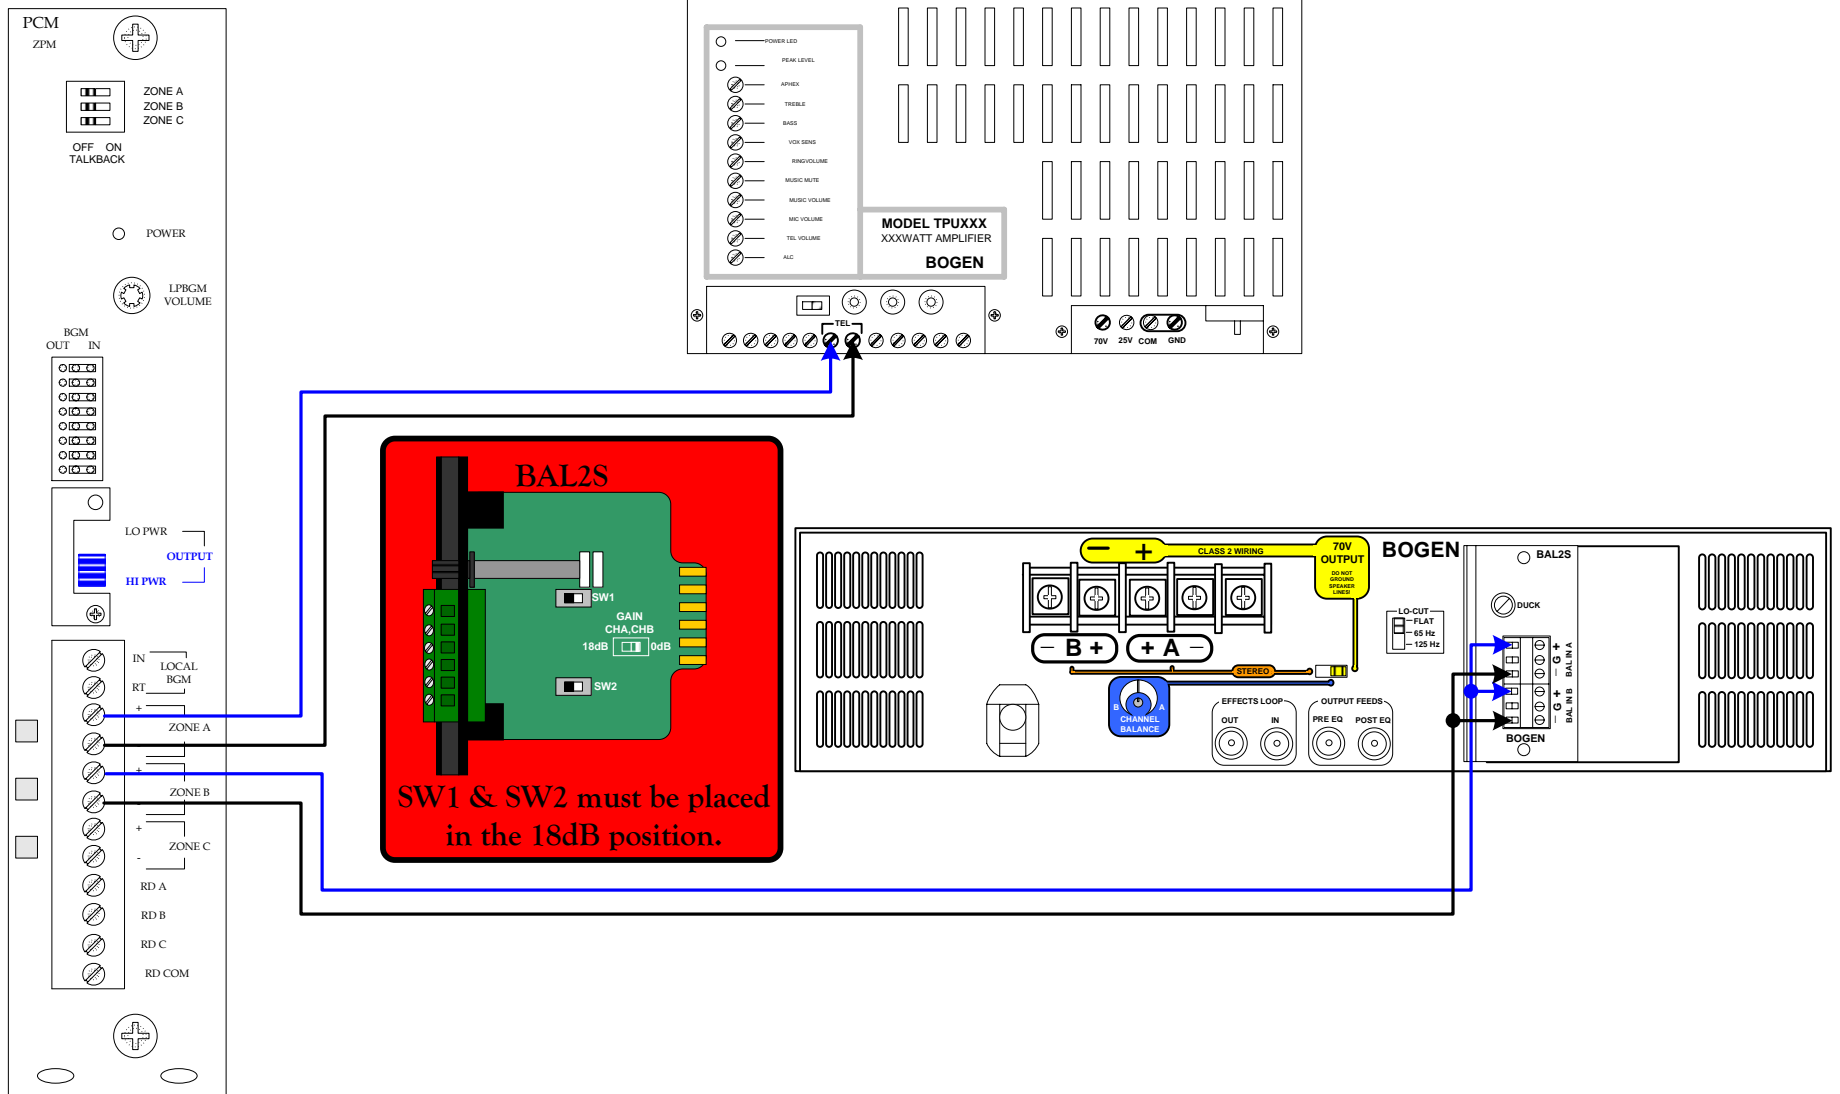 PCM
ZPM
ZONE A
ZONE B
ZONE C
OFF ON
TALKBACK
POWER
LPBGM
VOLUME
BGM
OUT IN
LO PWR
OUTPUT
HI PWR
IN
LOCAL
BGM
RT
+
ZONE A
+
ZONE B
-
+
ZONE C
-
RD A
RD B
RD C
RD COM
POWER LED
PEAK LEVEL
APHEX
TREBLE
BASS
VOX SENS
RINGVOLUME
MUSIC MUTE
MUSIC VOLUME
MIC VOLUME
TEL VOLUME
ALC
MODEL TPUXXX
XXXWATT AMPLIFIER
BOGEN
TEL
70V 25V COM GND
BAL2S
SW1
GAIN
CHA,CHB
18dB 0dB
SW2
SW1 & SW2 must be placed
in the 18dB position.
− + CLASS 2 WIRING
70V
OUTPUT
DO NOT
GROUND
SPEAKER
LINES!
− B +
+ A −
STEREO
B A
CHANNEL
BALANCE
EFFECTS LOOP
OUT IN
OUTPUT FEEDS
PRE EQ POST EQ
BOGEN
LO-CUT
FLAT
65 Hz
125 Hz
BAL2S
DUCK
− G +
BAL IN A
− G +
BAL IN B
BOGEN